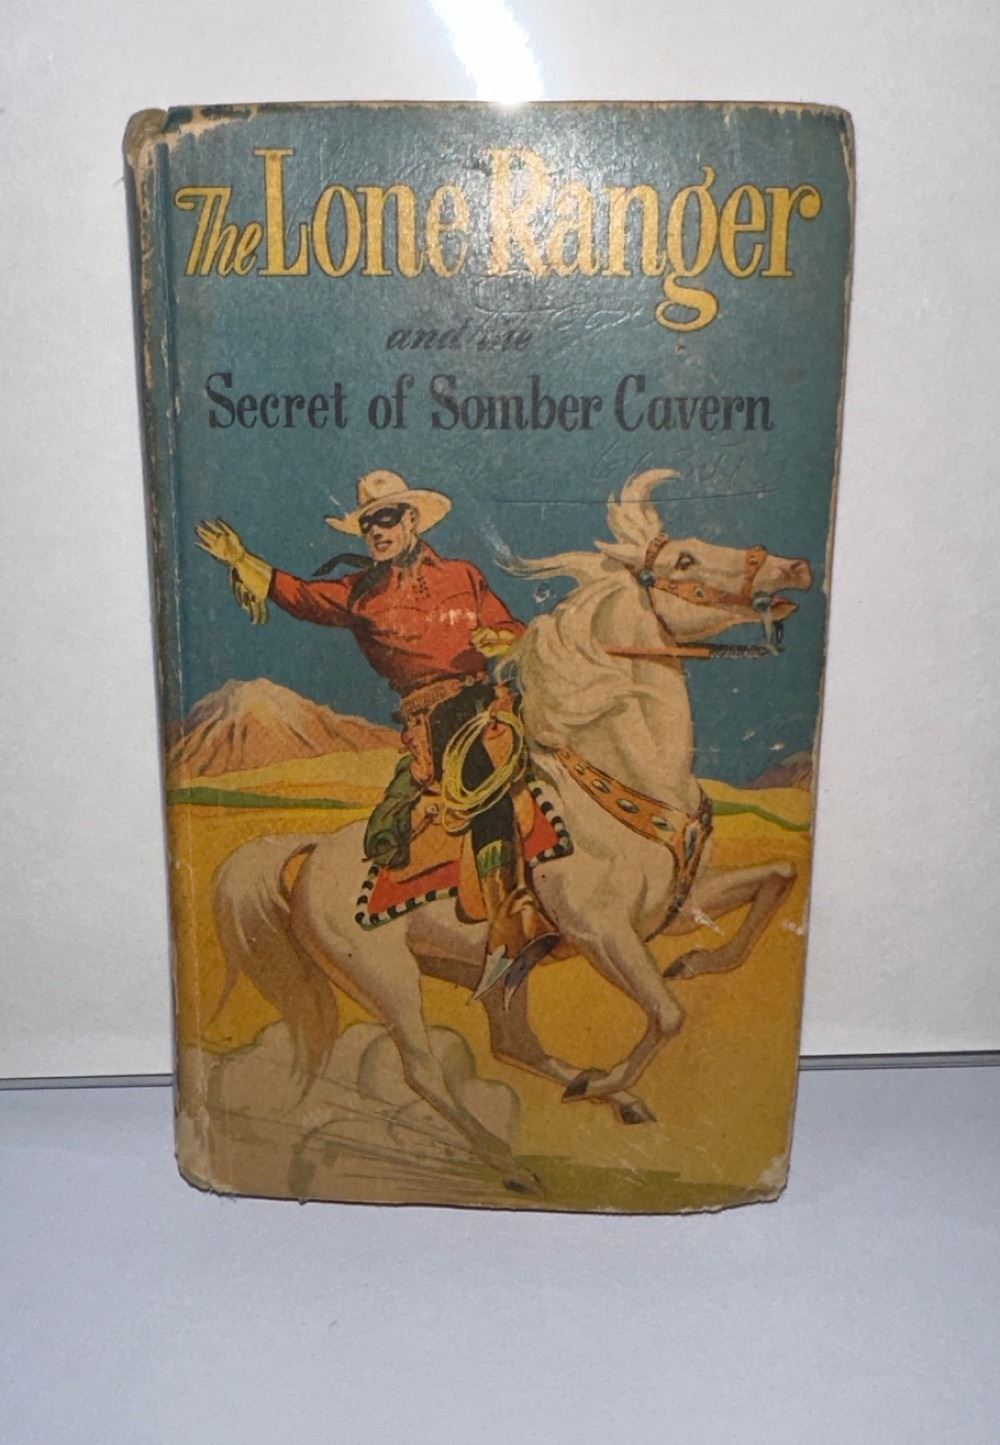 The Lone Ranger
and the
Secret of Somber Cavern